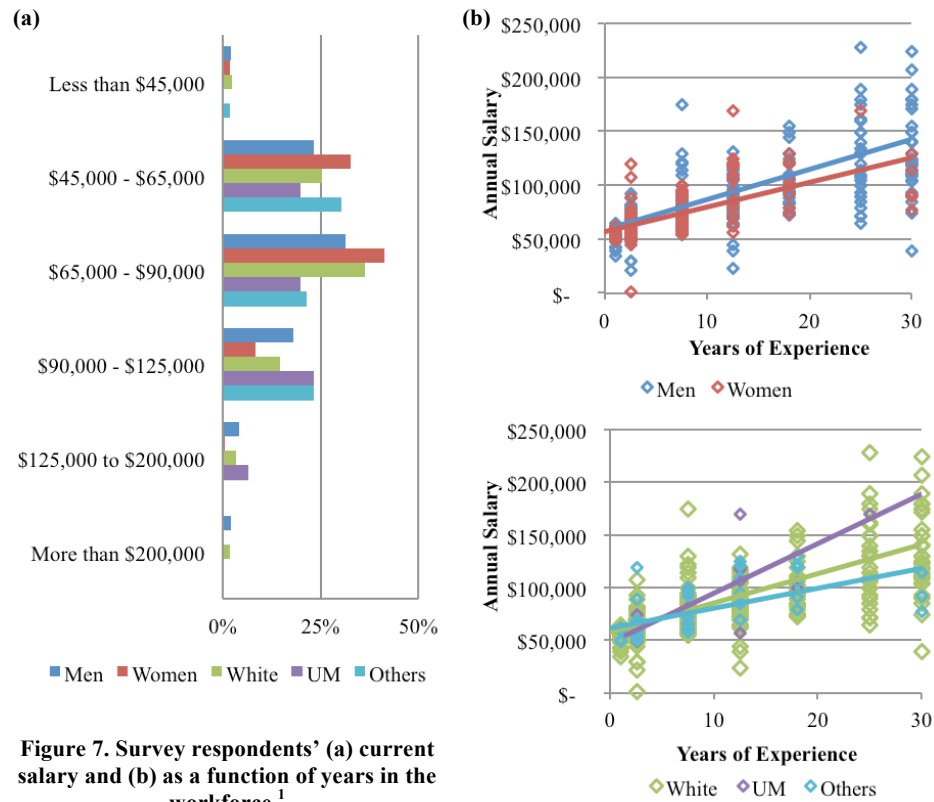 (a)
Less than $45,000
$45,000 - $65,000
$65,000 - $90,000
$90,000 - $125,000
$125,000 to $200,000
More than $200,000
0% 25% 50%
Men Women White UM Others
Figure 7. Survey respondents’ (a) current
salary and (b) as a function of years in the
workforce.1
(b)
Annual Salary
$250,000
$200,000
$150,000
$100,000
$50,000
$-
0 10 20 30
Years of Experience
Men Women
Annual Salary
$250,000
$200,000
$150,000
$100,000
$50,000
$-
0 10 20 30
Years of Experience
White UM Others